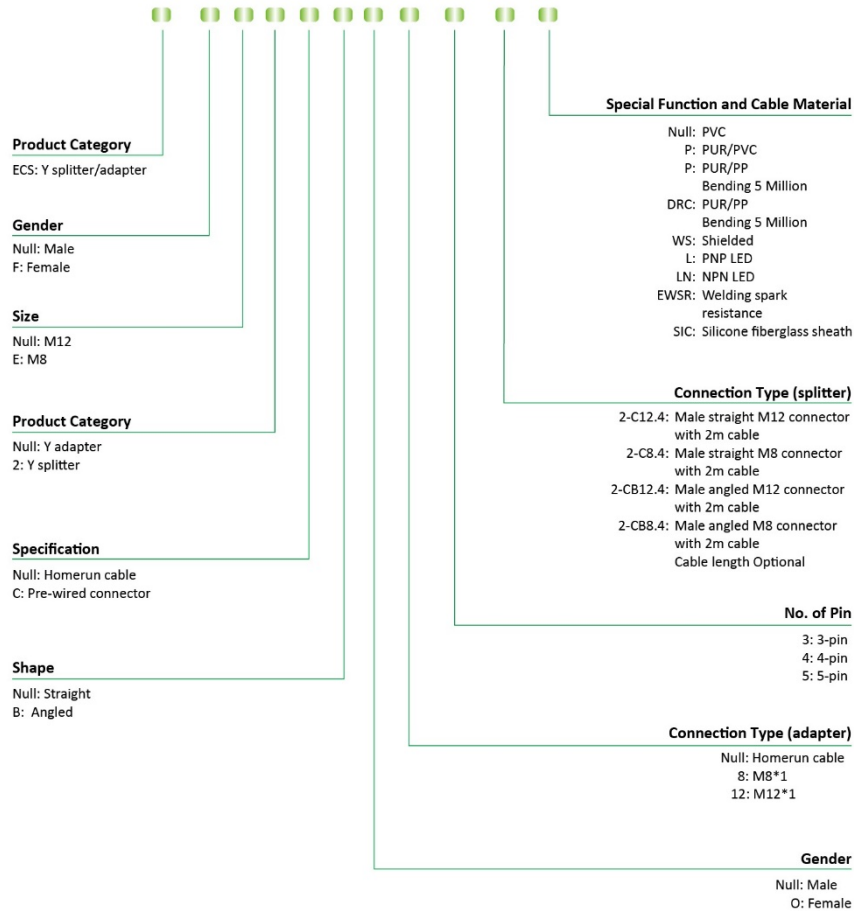 Product Category
ECS: Y splitter/adapter
Gender
Null: Male
F: Female
Size
Null: M12
E: M8
Product Category
Null: Y adapter
2: Y splitter
Specification
Null: Homerun cable
C: Pre-wired connector
Shape
Null: Straight
B: Angled
Special Function and Cable Material
Null: PVC
P: PUR/PVC
P: PUR/PP
Bending 5 Million
DRC: PUR/PP
Bending 5 Million
WS: Shielded
L: PNP LED
LN: NPN LED
EWSR: Welding spark
resistance
SIC: Silicone fiberglass sheath
Connection Type (splitter)
2-C12.4: Male straight M12 connector
with 2m cable
2-C8.4: Male straight M8 connector
with 2m cable
2-CB12.4: Male angled M12 connector
with 2m cable
2-CB8.4: Male angled M8 connector
with 2m cable
Cable length Optional
No. of Pin
3: 3-pin
4: 4-pin
5: 5-pin
Connection Type (adapter)
Null: Homerun cable
8: M8*1
12: M12*1
Gender
Null: Male
O: Female